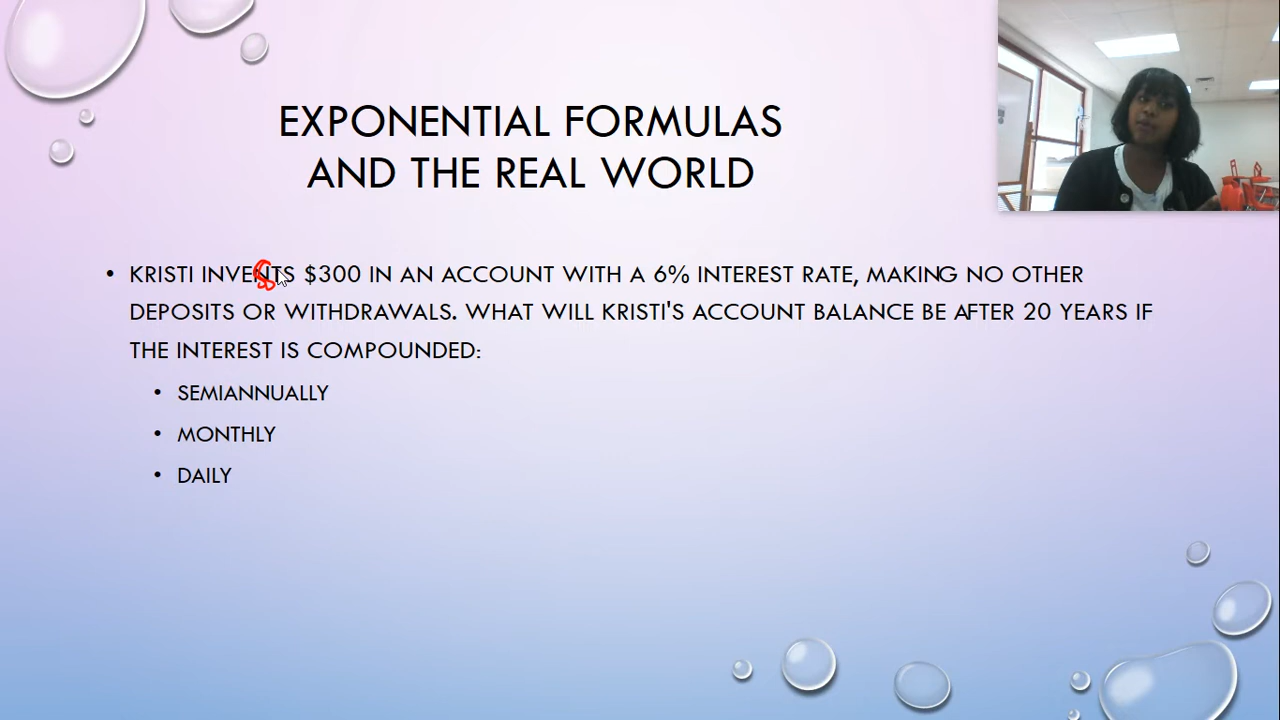 EXPONENTIAL FORMULAS
AND THE REAL WORLD
• KRISTI INVENTS $300 IN AN ACCOUNT WITH A 6% INTEREST RATE, MAKING NO OTHER
DEPOSITS OR WITHDRAWALS. WHAT WILL KRISTI'S ACCOUNT BALANCE BE AFTER 20 YEARS IF
THE INTEREST IS COMPOUNDED:
• SEMIANNUALLY
• MONTHLY
• DAILY